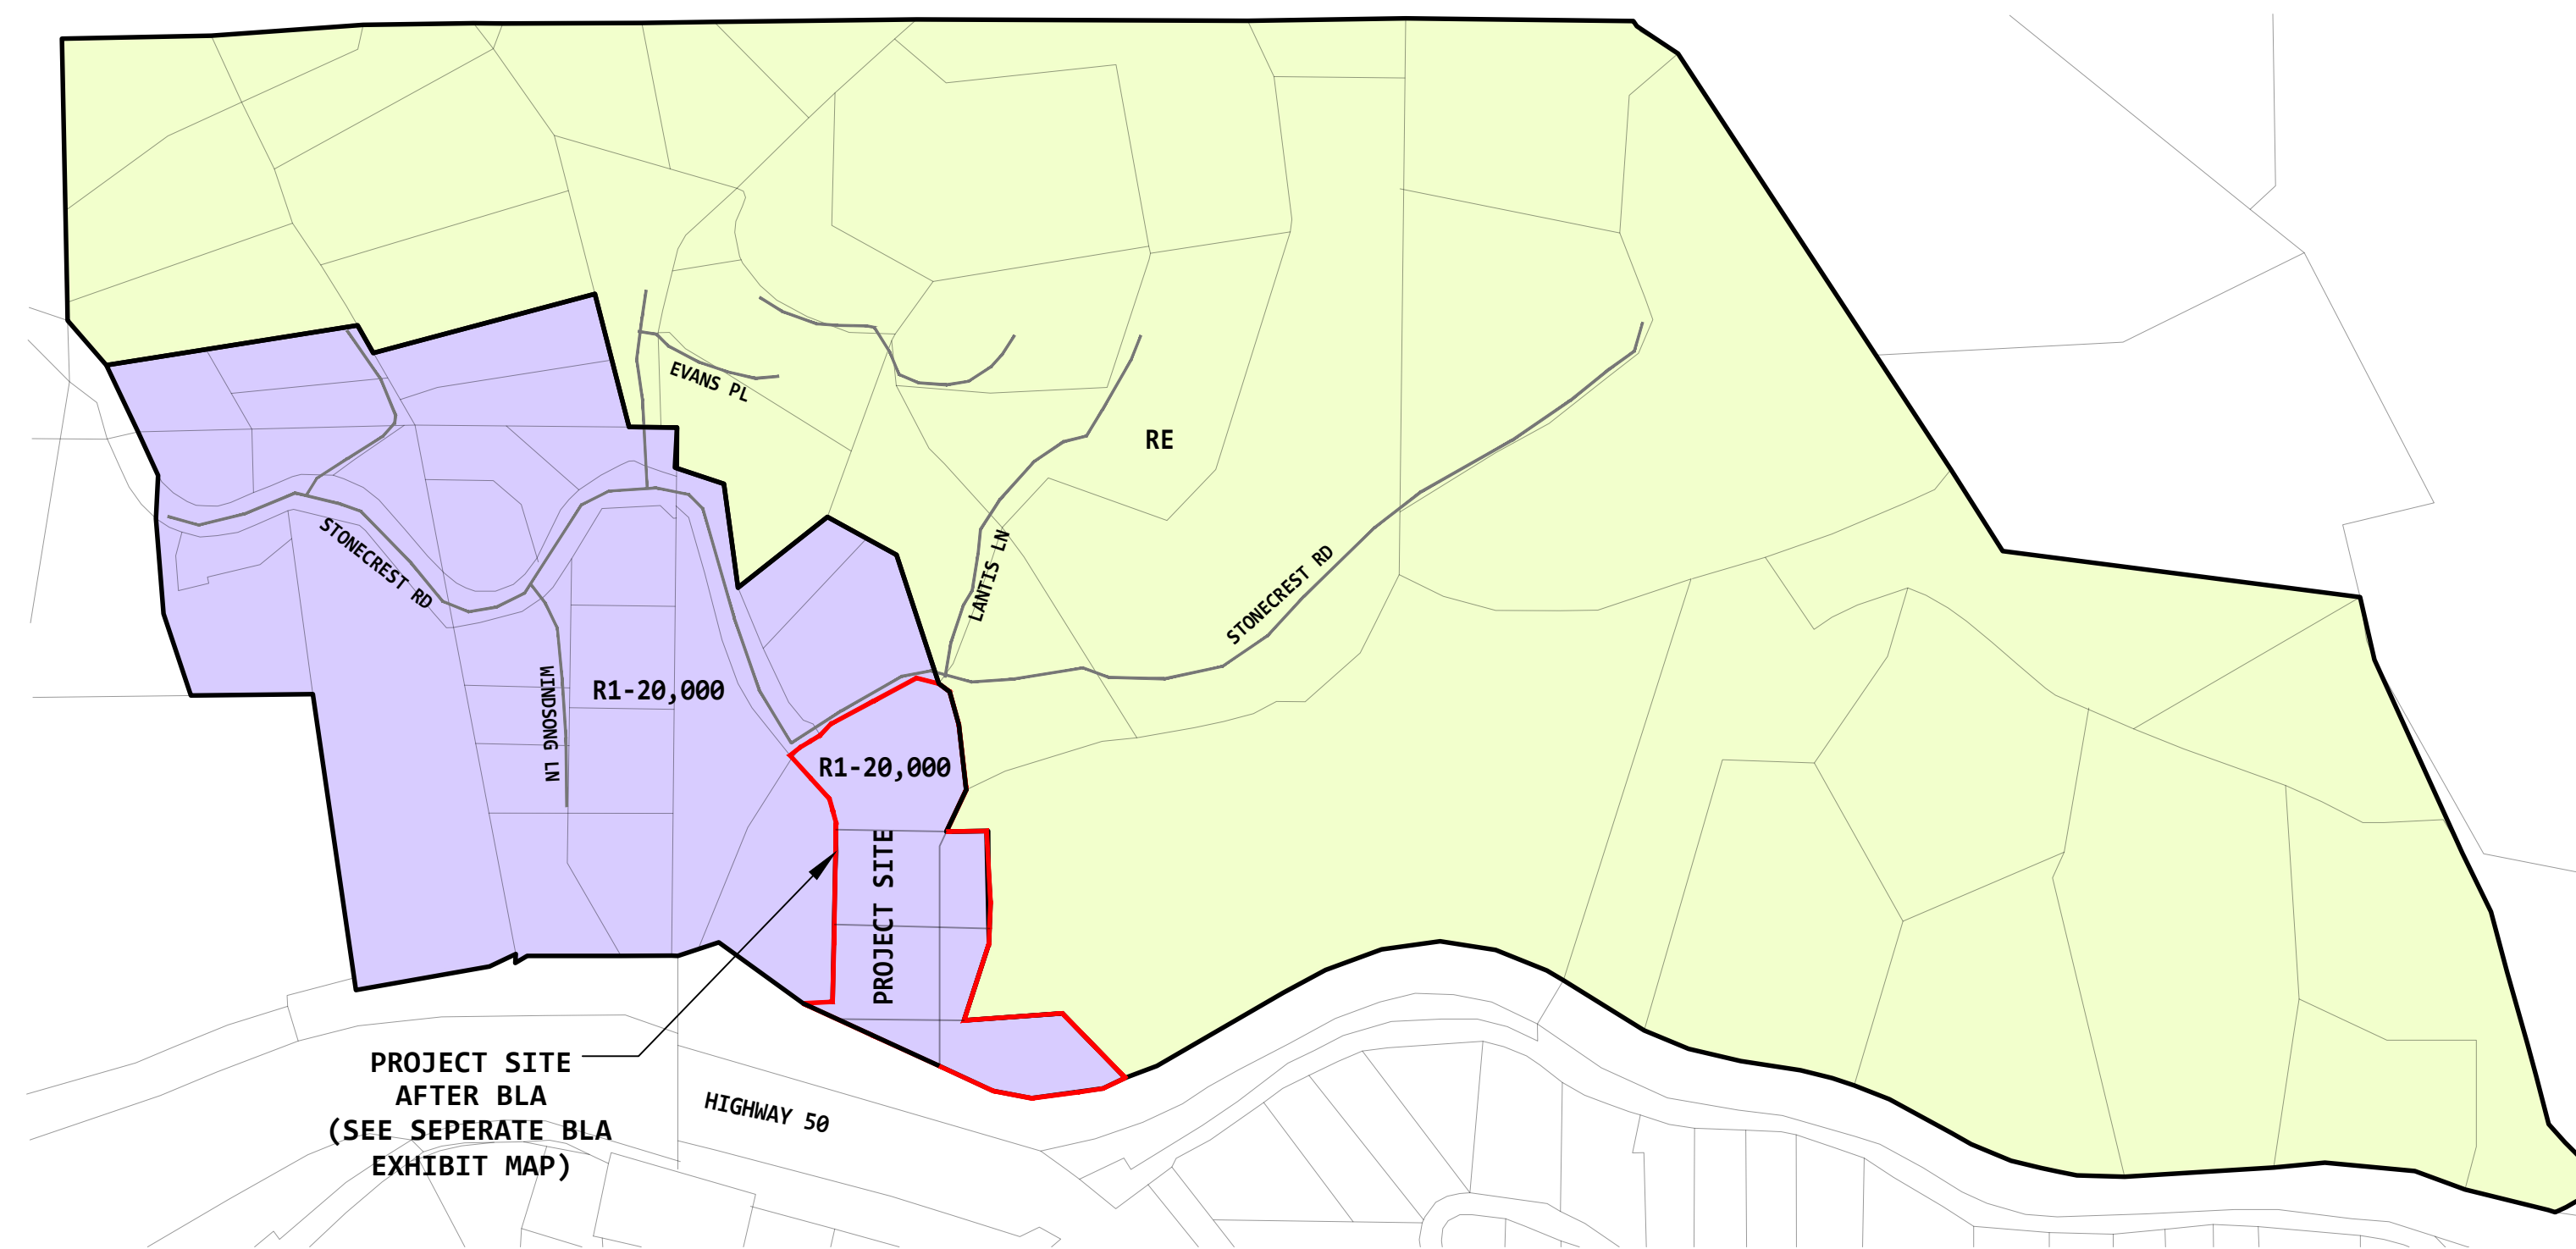 EVANS PL
RE
STONECREST RD
LANTIS LN
STONECREST RD
WINDSONG LN
R1-20,000
R1-20,000
PROJECT SITE
PROJECT SITE
AFTER BLA
(SEE SEPERATE BLA
EXHIBIT MAP)
HIGHWAY 50